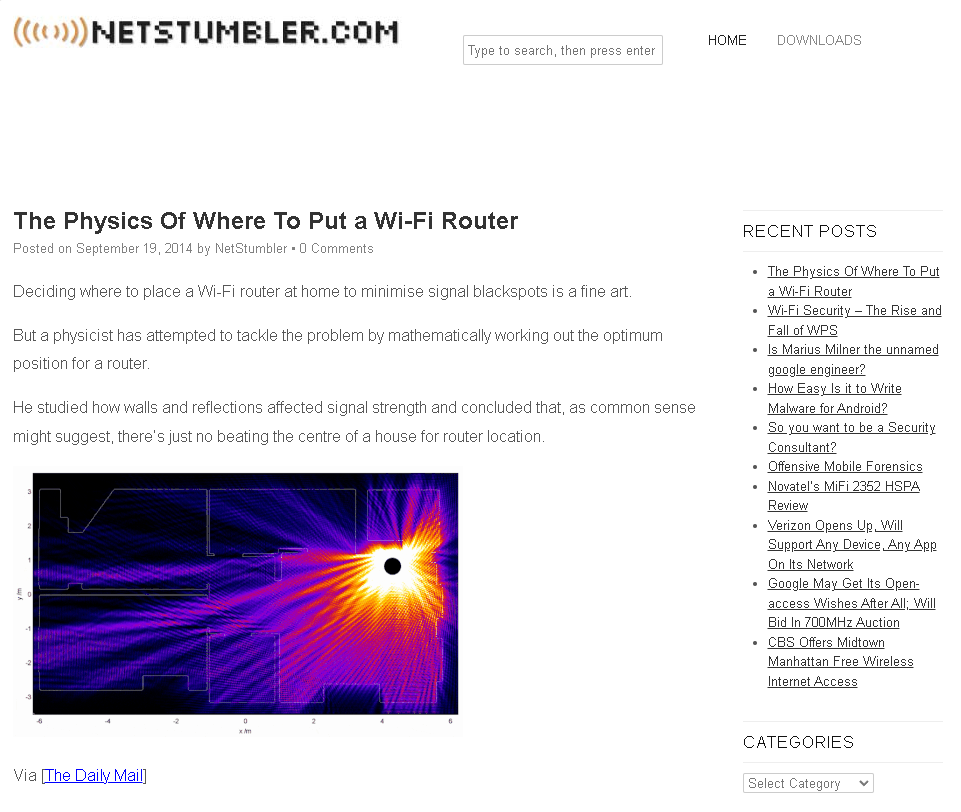 NETSTUMBLER.COM
Type to search, then press enter
HOME
DOWNLOADS
The Physics Of Where To Put a Wi-Fi Router
Posted on September 19, 2014 by NetStumbler • 0 Comments
Deciding where to place a Wi-Fi router at home to minimise signal blackspots is a fine art.
But a physicist has attempted to tackle the problem by mathematically working out the optimum
position for a router.
He studied how walls and reflections affected signal strength and concluded that, as common sense
might suggest, there's just no beating the centre of a house for router location.
3
2
1
0
-1
-2
-3
y /m
-6 -4 -2 0 2 4 6
x /m
Via [The Daily Mail]
RECENT POSTS
The Physics Of Where To Put
a Wi-Fi Router
Wi-Fi Security – The Rise and
Fall of WPS
Is Marius Milner the unnamed
google engineer?
How Easy Is it to Write
Malware for Android?
So you want to be a Security
Consultant?
Offensive Mobile Forensics
Novatel's MiFi 2352 HSPA
Review
Verizon Opens Up, Will
Support Any Device, Any App
On Its Network
Google May Get Its Open-
access Wishes After All; Will
Bid In 700MHz Auction
CBS Offers Midtown
Manhattan Free Wireless
Internet Access
CATEGORIES
Select Category